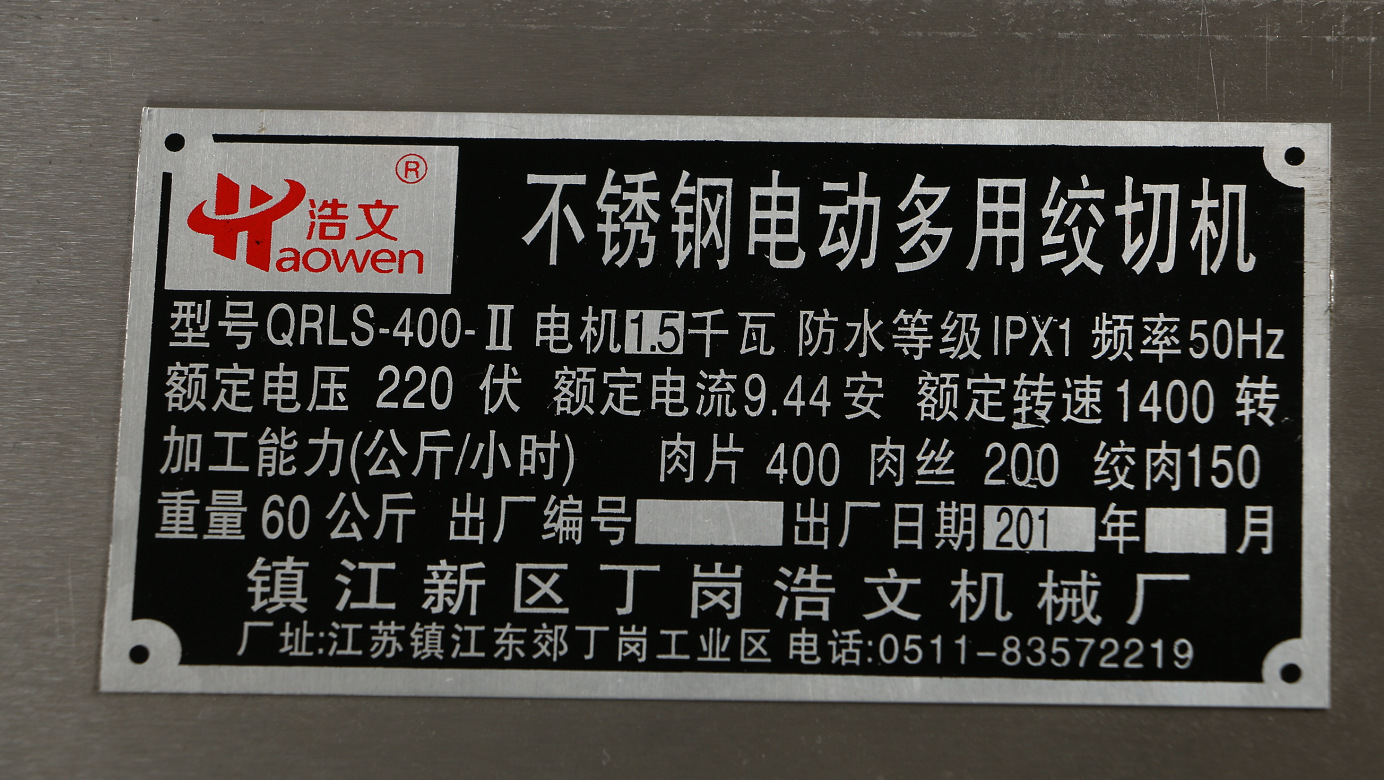 浩文 ®
Haowen
不锈钢电动多用绞切机
型号QRLS-400-Ⅱ 电机1.5千瓦 防水等级IPX1 频率50Hz
额定电压 220 伏 额定电流9.44安 额定转速1400 转
加工能力(公斤/小时) 肉片 400 肉丝 200 绞肉150
重量60公斤 出厂编号 出厂日期201 年 月
镇江新区丁岗浩文机械厂
厂址:江苏镇江东郊丁岗工业区 电话:0511-83572219